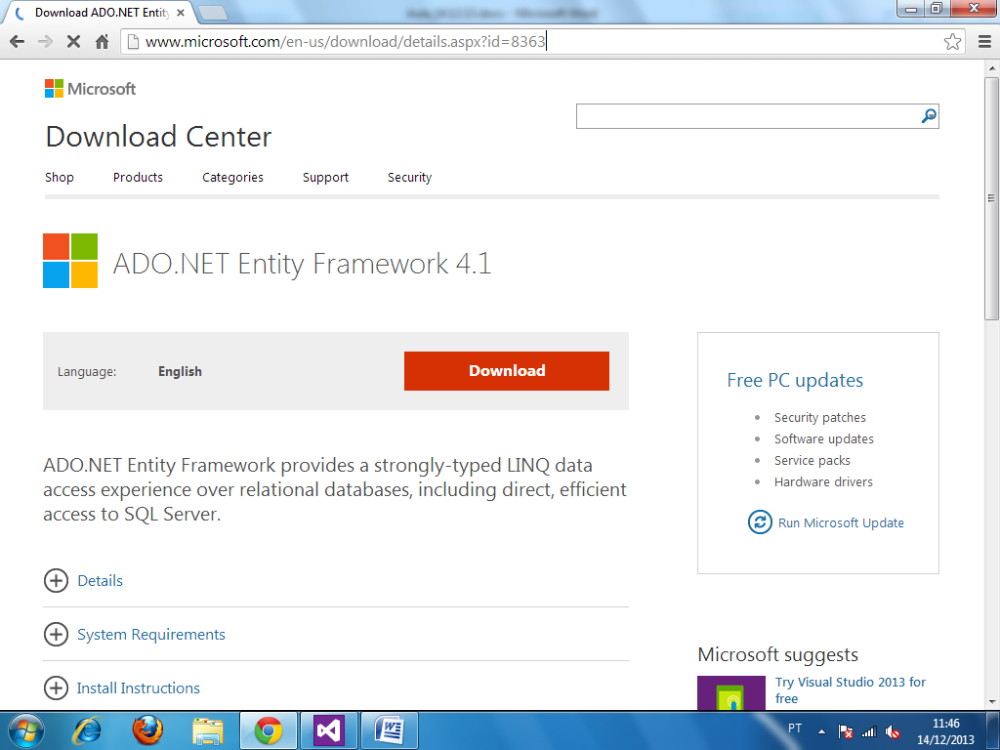 Download ADO.NET Entity
www.microsoft.com/en-us/download/details.aspx?id=8363
Microsoft
Download Center
Shop Products Categories Support Security
ADO.NET Entity Framework 4.1
Language: English Download
ADO.NET Entity Framework provides a strongly-typed LINQ data
access experience over relational databases, including direct, efficient
access to SQL Server.
Details
System Requirements
Install Instructions
Free PC updates
Security patches
Software updates
Service packs
Hardware drivers
Run Microsoft Update
Microsoft suggests
Try Visual Studio 2013 for
free
PT
11:46
14/12/2013